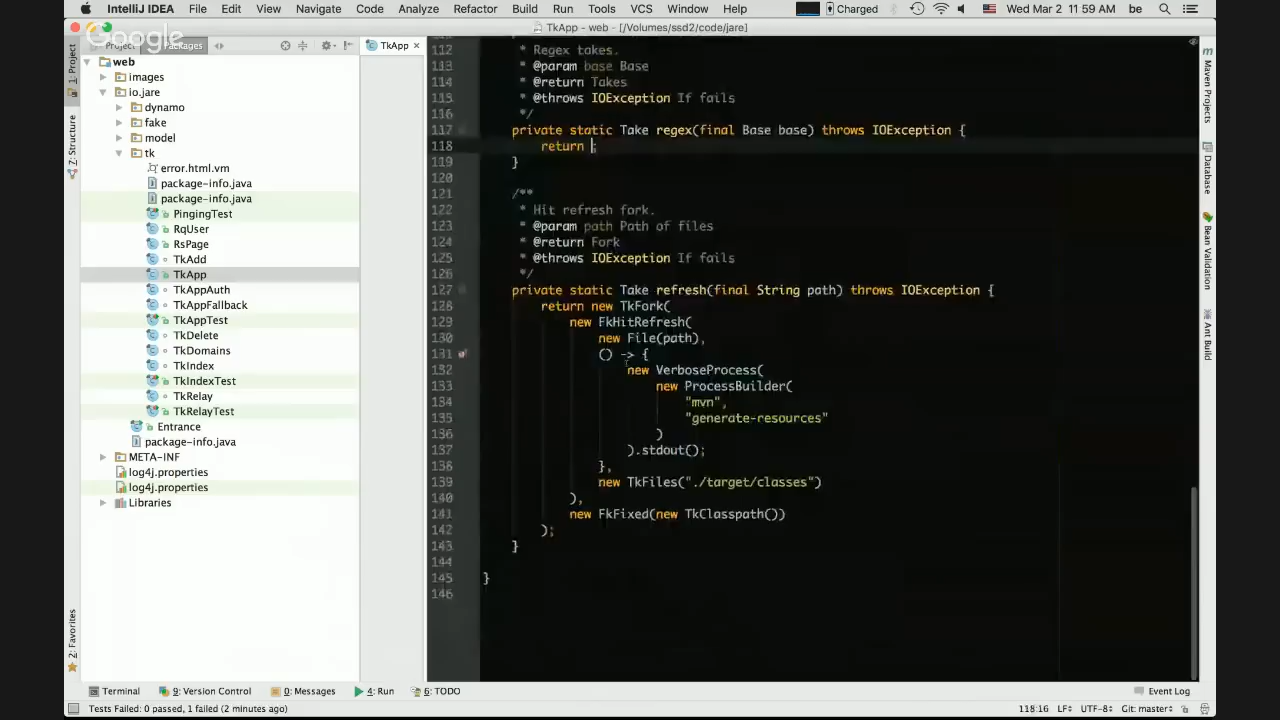 IntelliJ IDEA File Edit View Navigate Code Analyze Refactor Build Run Tools VCS Window Help Charged Wed Mar 2 11:59 AM be
TkApp - web - [/Volumes/ssd2/code/jare]
Google
Project Packages
TkApp
1: Project
7: Structure
2: Favorites
web
images
io.jare
dynamo
fake
model
tk
error.html.vm
package-info.java
package-info.java
PingingTest
RqUser
RsPage
TkAdd
TkApp
TkAppAuth
TkAppFallback
TkAppTest
TkDelete
TkDomains
TkIndex
TkIndexTest
TkRelay
TkRelayTest
Entrance
package-info.java
META-INF
log4j.properties
log4j.properties
Libraries
112 * Regex takes.
113 * @param base Base
114 * @return Takes
115 * @throws IOException If fails
116 */
117 private static Take regex(final Base base) throws IOException {
118 return ;
119 }
120
121 /**
122 * Hit refresh fork.
123 * @param path Path of files
124 * @return Fork
125 * @throws IOException If fails
126 */
127 private static Take refresh(final String path) throws IOException {
128 return new TkFork(
129 new FkHitRefresh(
130 new File(path),
131 () -> {
132 new VerboseProcess(
133 new ProcessBuilder(
134 "mvn",
135 "generate-resources"
136 )
137 ).stdout();
138 },
139 new TkFiles("./target/classes")
140 ),
141 new FkFixed(new TkClasspath())
142 );
143 }
144
145 }
146
Maven Projects
Database
Bean Validation
Ant Build
Terminal 9: Version Control 0: Messages 4: Run 6: TODO Event Log
Tests Failed: 0 passed, 1 failed (2 minutes ago) 118:16 LF÷ UTF-8÷ Git: master÷